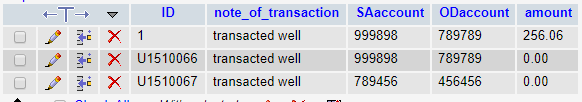 ID note_of_transaction SAaccount ODaccount amount
1 transacted well 999898 789789 256.06
U1510066 transacted well 999898 789789 0.00
U1510067 transacted well 789456 456456 0.00